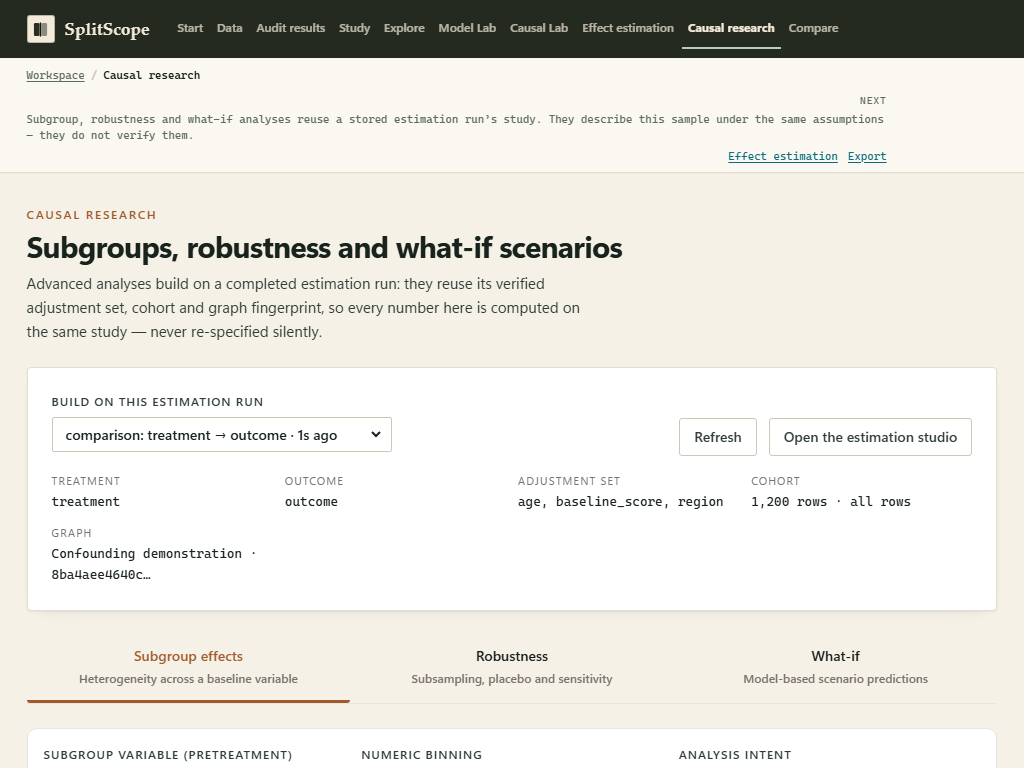 SplitScope Start Data Audit results Study Explore Model Lab Causal Lab Effect estimation Causal research Compare
Workspace / Causal research
NEXT
Subgroup, robustness and what-if analyses reuse a stored estimation run's study. They describe this sample under the same assumptions
— they do not verify them.
Effect estimation Export
CAUSAL RESEARCH
Subgroups, robustness and what-if scenarios
Advanced analyses build on a completed estimation run: they reuse its verified
adjustment set, cohort and graph fingerprint, so every number here is computed on
the same study — never re-specified silently.
BUILD ON THIS ESTIMATION RUN
comparison: treatment → outcome · 1s ago
Refresh Open the estimation studio
TREATMENT OUTCOME ADJUSTMENT SET COHORT
treatment outcome age, baseline_score, region 1,200 rows · all rows
GRAPH
Confounding demonstration ·
8ba4aee4640c…
Subgroup effects Robustness What-if
Heterogeneity across a baseline variable Subsampling, placebo and sensitivity Model-based scenario predictions
SUBGROUP VARIABLE (PRETREATMENT) NUMERIC BINNING ANALYSIS INTENT